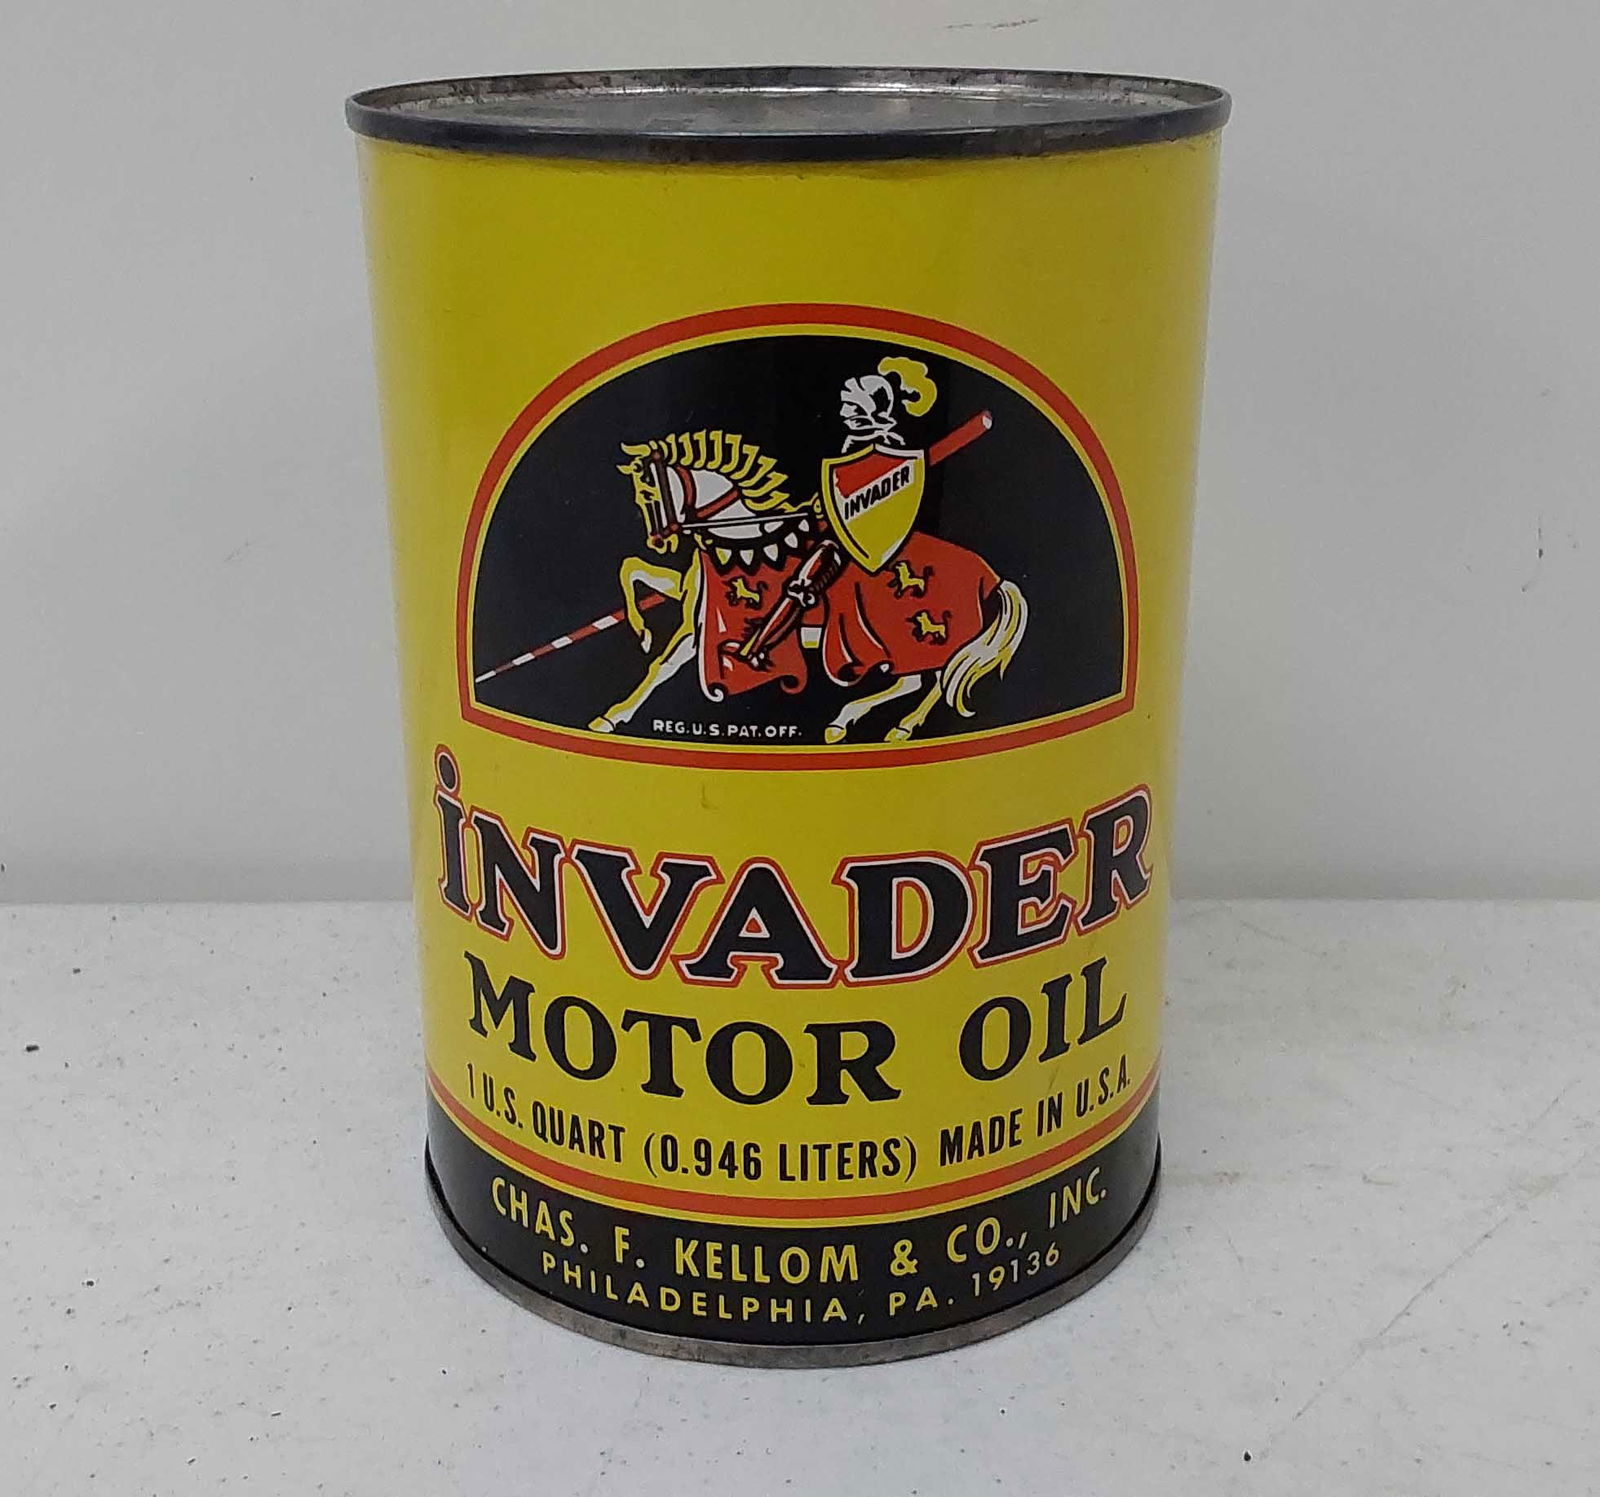 INVADER
REG. U.S. PAT. OFF.
iNVADER
MOTOR OIL
1 U.S. QUART (0.946 LITERS) MADE IN U.S.A.
CHAS. F. KELLOM & CO., INC.
PHILADELPHIA, PA. 19136